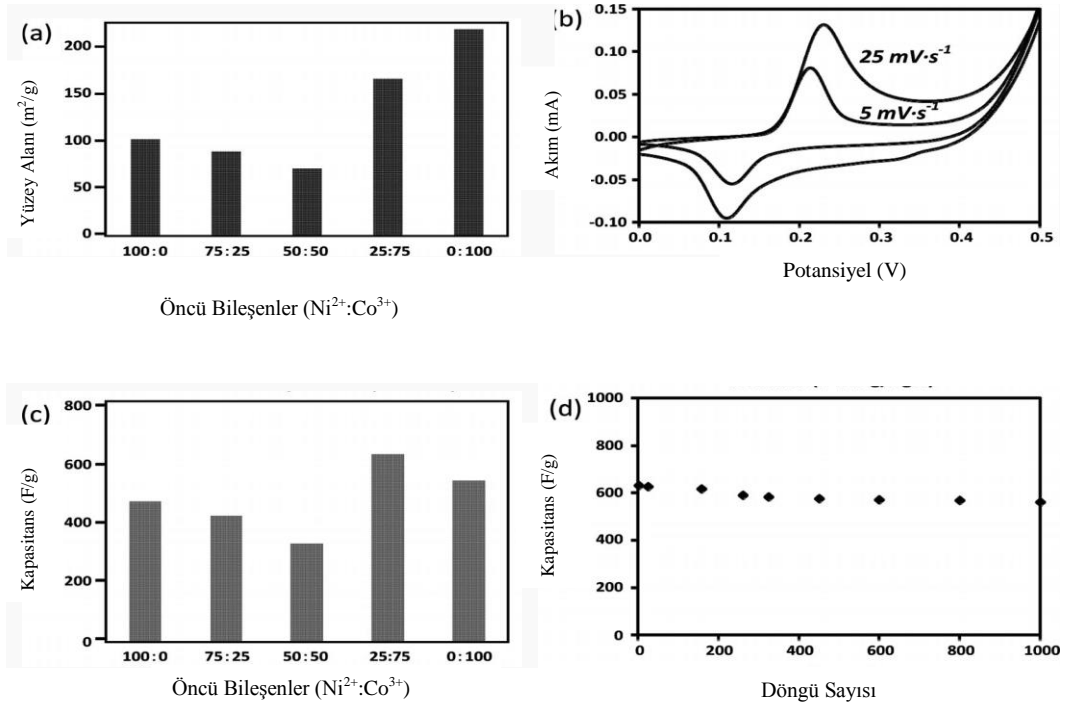 (a)
Yüzey Alanı (m²/g)
200
150
100
50
0
100:0 75:25 50:50 25:75 0:100
Öncü Bileşenler (Ni²⁺:Co³⁺)
(b)
Akım (mA)
0.15
0.10
0.05
0.00
-0.05
-0.10
25 mV·s⁻¹
5 mV·s⁻¹
0.0 0.1 0.2 0.3 0.4 0.5
Potansiyel (V)
(c)
Kapasitans (F/g)
800
600
400
200
0
100:0 75:25 50:50 25:75 0:100
Öncü Bileşenler (Ni²⁺:Co³⁺)
(d)
Kapasitans (F/g)
1000
800
600
400
200
0
0 200 400 600 800 1000
Döngü Sayısı